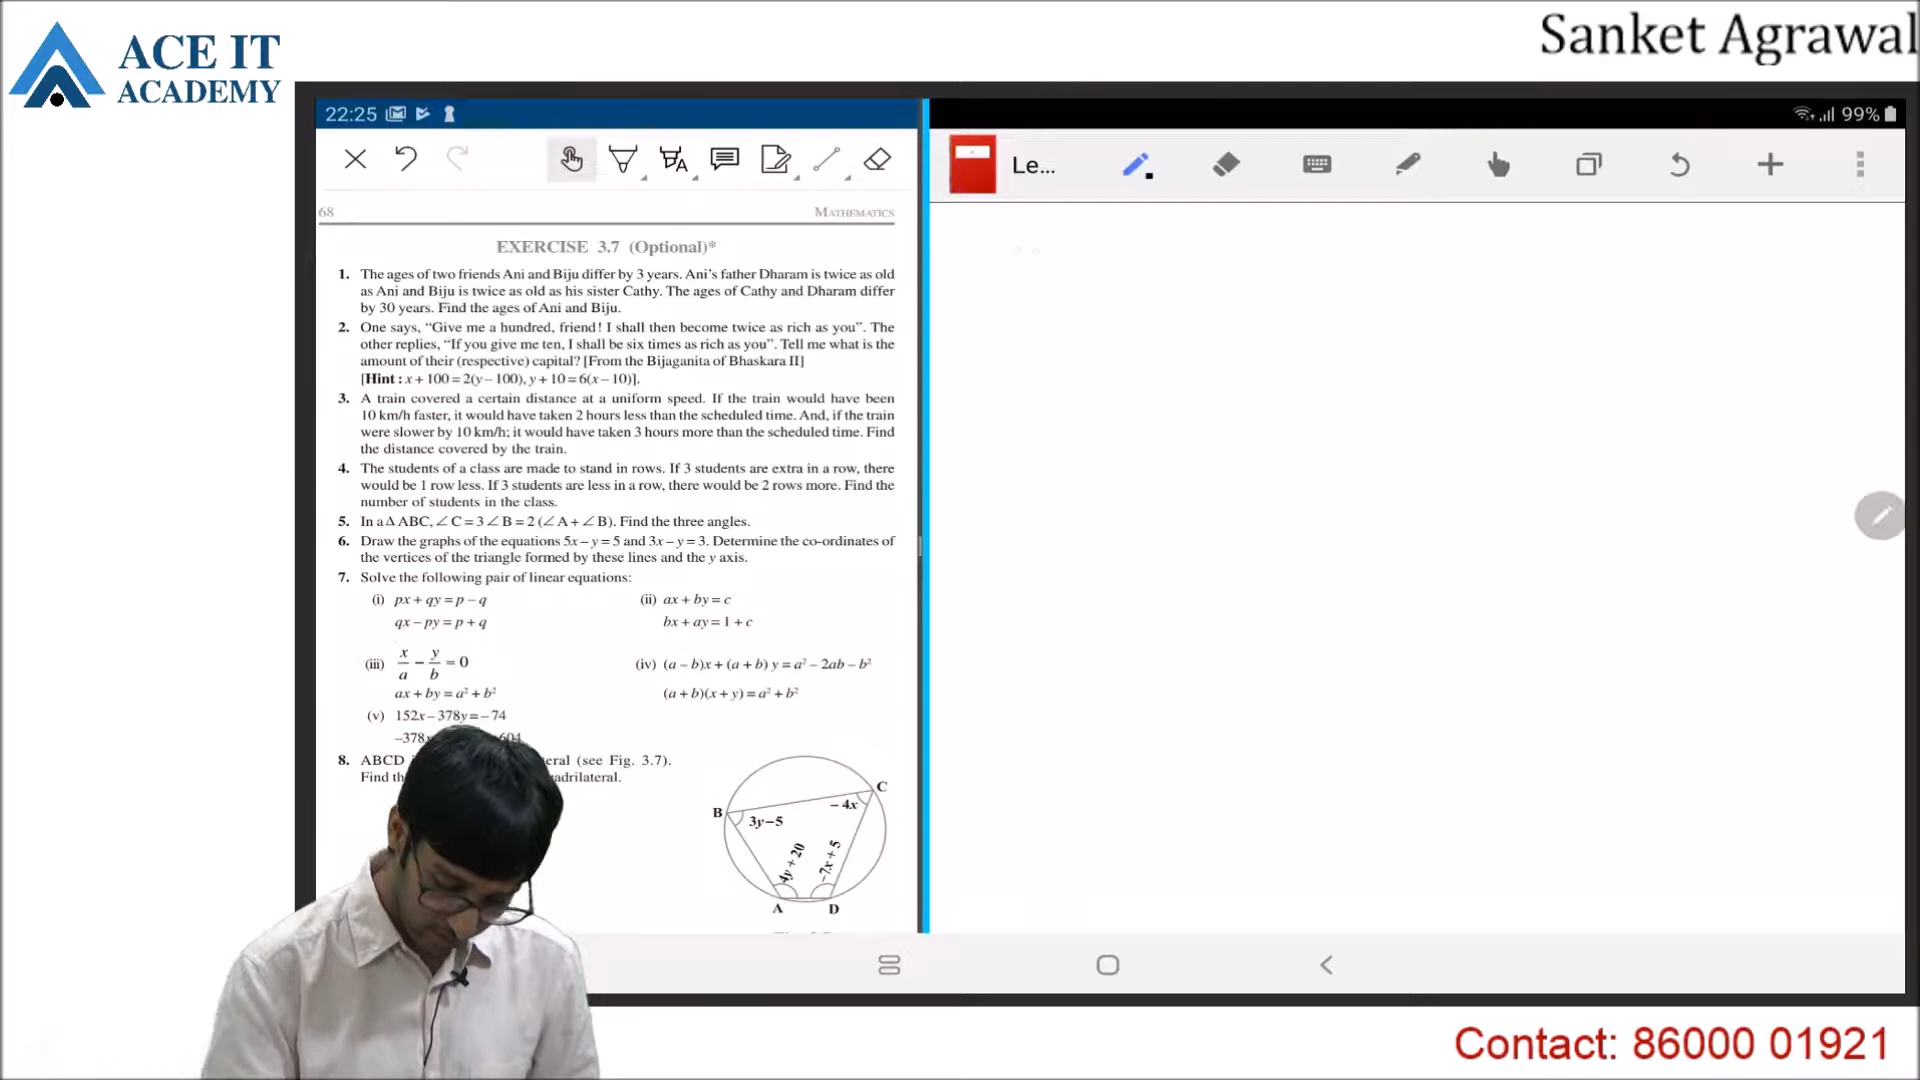 ACE IT
ACADEMY
Sanket Agrawal
22:25
99%
Le...
68
MATHEMATICS
EXERCISE 3.7 (Optional)*
1. The ages of two friends Ani and Biju differ by 3 years. Ani's father Dharam is twice as old
as Ani and Biju is twice as old as his sister Cathy. The ages of Cathy and Dharam differ
by 30 years. Find the ages of Ani and Biju.
2. One says, “Give me a hundred, friend! I shall then become twice as rich as you”. The
other replies, “If you give me ten, I shall be six times as rich as you”. Tell me what is the
amount of their (respective) capital? [From the Bijaganita of Bhaskara II]
[Hint : x + 100 = 2(y – 100), y + 10 = 6(x – 10)].
3. A train covered a certain distance at a uniform speed. If the train would have been
10 km/h faster, it would have taken 2 hours less than the scheduled time. And, if the train
were slower by 10 km/h; it would have taken 3 hours more than the scheduled time. Find
the distance covered by the train.
4. The students of a class are made to stand in rows. If 3 students are extra in a row, there
would be 1 row less. If 3 students are less in a row, there would be 2 rows more. Find the
number of students in the class.
5. In a Δ ABC, ∠ C = 3 ∠ B = 2 (∠ A + ∠ B). Find the three angles.
6. Draw the graphs of the equations 5x – y = 5 and 3x – y = 3. Determine the co-ordinates of
the vertices of the triangle formed by these lines and the y axis.
7. Solve the following pair of linear equations:
(i) px + qy = p – q
qx – py = p + q
(ii) ax + by = c
bx + ay = 1 + c
(iii) x/a – y/b = 0
ax + by = a² + b²
(iv) (a – b)x + (a + b) y = a² – 2ab – b²
(a + b)(x + y) = a² + b²
(v) 152x – 378y = – 74
–378 604
8. ABCD (see Fig. 3.7).
Find
B
C
– 4x
3y – 5
4y + 20
–7x + 5
A
D
Contact: 86000 01921